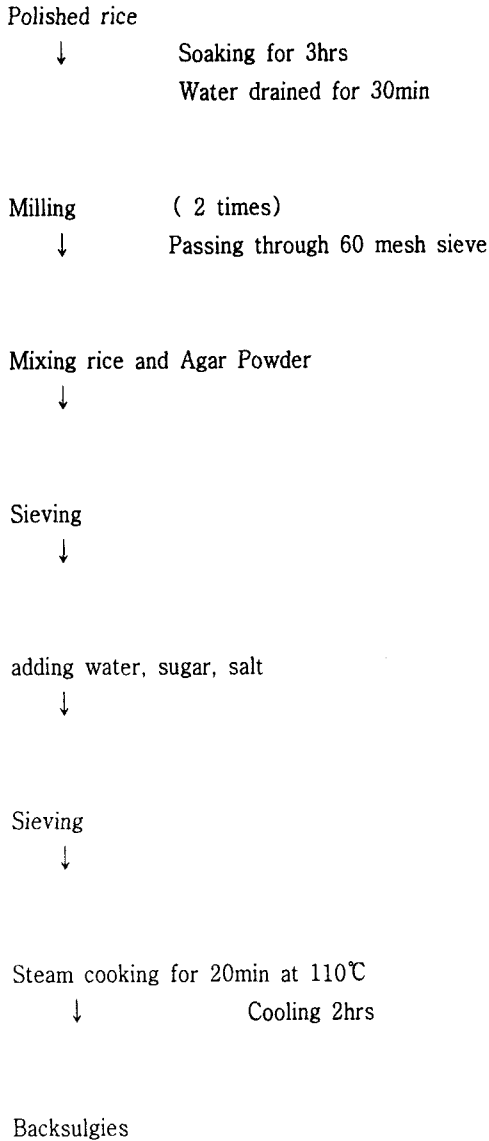 Polished rice
↓ Soaking for 3hrs
Water drained for 30min
Milling ( 2 times)
↓ Passing through 60 mesh sieve
Mixing rice and Agar Powder
↓
Sieving
↓
adding water, sugar, salt
↓
Sieving
↓
Steam cooking for 20min at 110℃
↓ Cooling 2hrs
Backsulgies